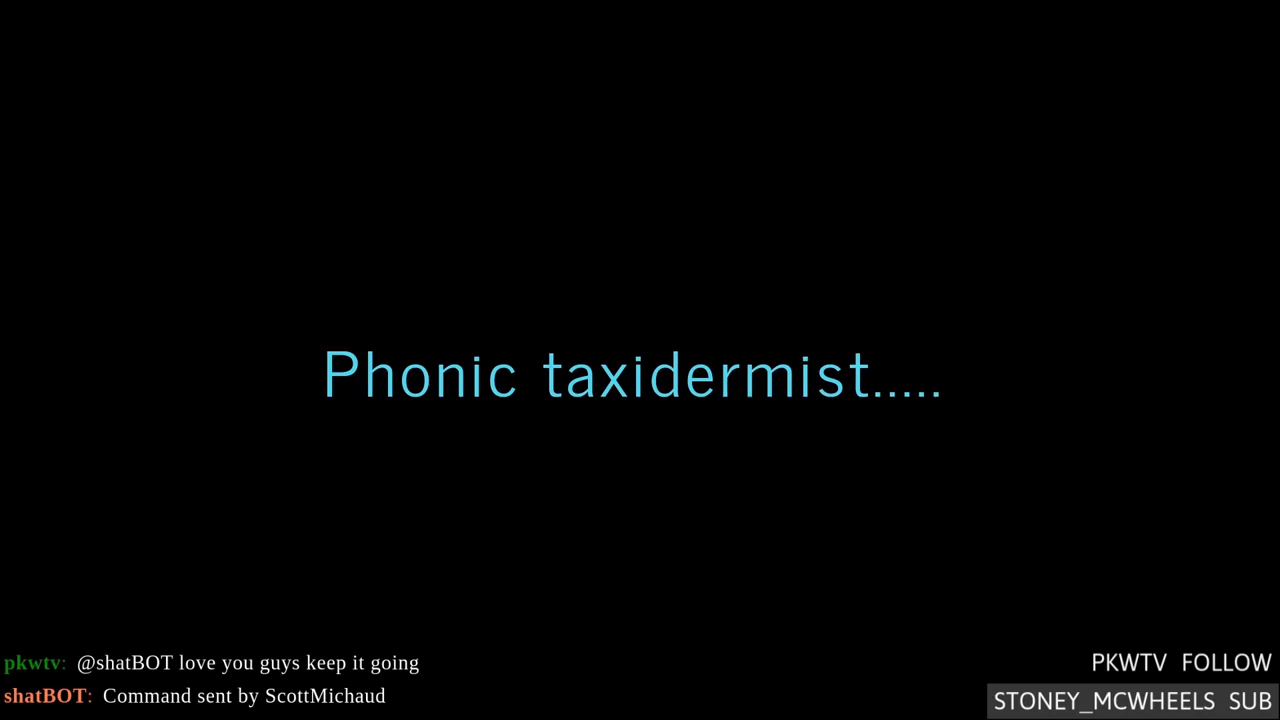 Phonic taxidermist.....
pkwtv: @shatBOT love you guys keep it going
PKWTV FOLLOW
shatBOT: Command sent by ScottMichaud
STONEY_MCWHEELS SUB